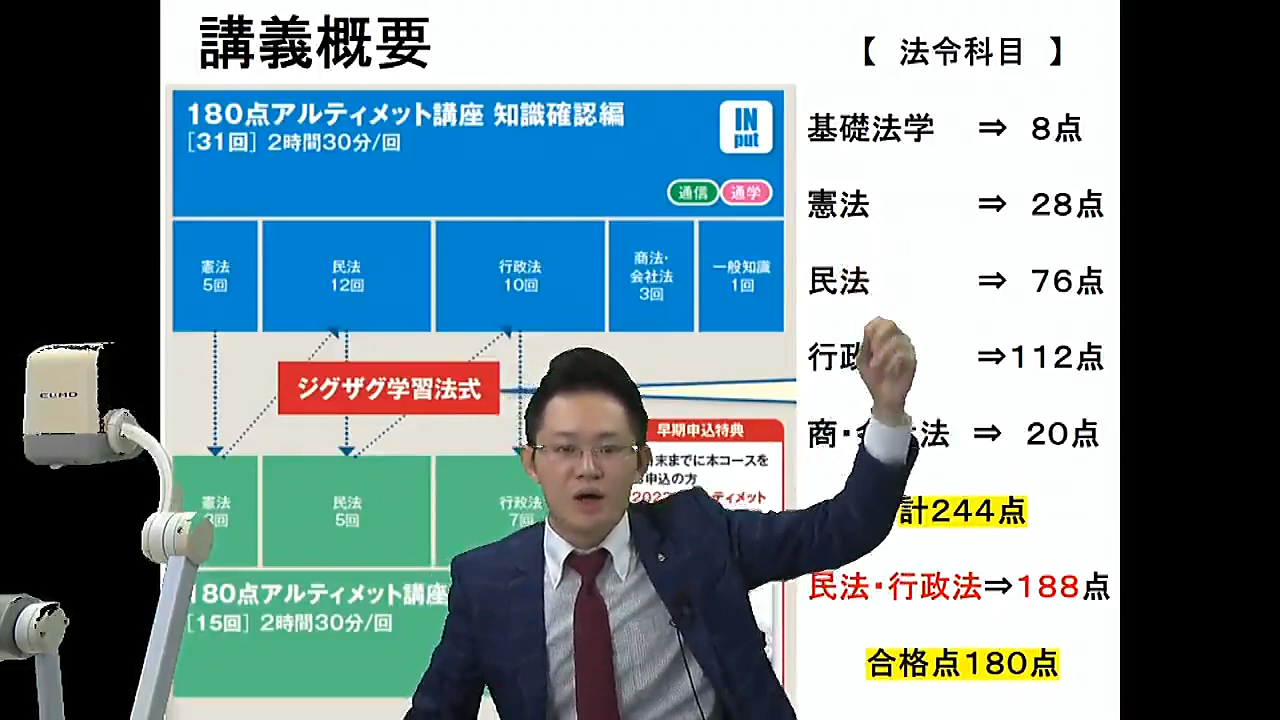 講義概要
180点アルティメット講座 知識確認編
[31回] 2時間30分/回
IN
put
通信 通学
憲法
5回
民法
12回
行政法
10回
商法・
会社法
3回
一般知識
1回
ジグザグ学習法式
早期申込特典
末までに本コースを
申込の方
憲法
民法
5回
行政法
7回
180点アルティメット講座
[15回] 2時間30分/回
【 法令科目 】
基礎法学 ⇒ 8点
憲法 ⇒ 28点
民法 ⇒ 76点
行政 ⇒112点
商・会社法 ⇒ 20点
計244点
民法・行政法⇒188点
合格点180点
ELMO